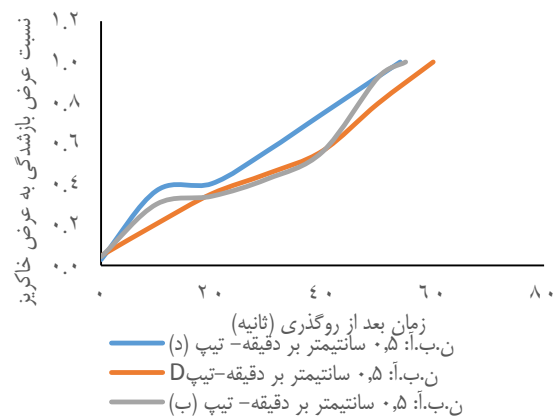 نسبت عرض بازشدگی به عرض خاکریز
۱.۲
۱.۰
۰.۸
۰.۶
۰.۴
۰.۲
۰.۰
۰ ۲۰ ۴۰ ۶۰ ۸۰
زمان بعد از روگذری (ثانیه)
ن.ب.آ: ۰,۵ سانتیمتر بر دقیقه- تیپ (د)
ن.ب.آ: ۰,۵ سانتیمتر بر دقیقه-تیپD
ن.ب.آ: ۰,۵ سانتیمتر بر دقیقه- تیپ (ب)